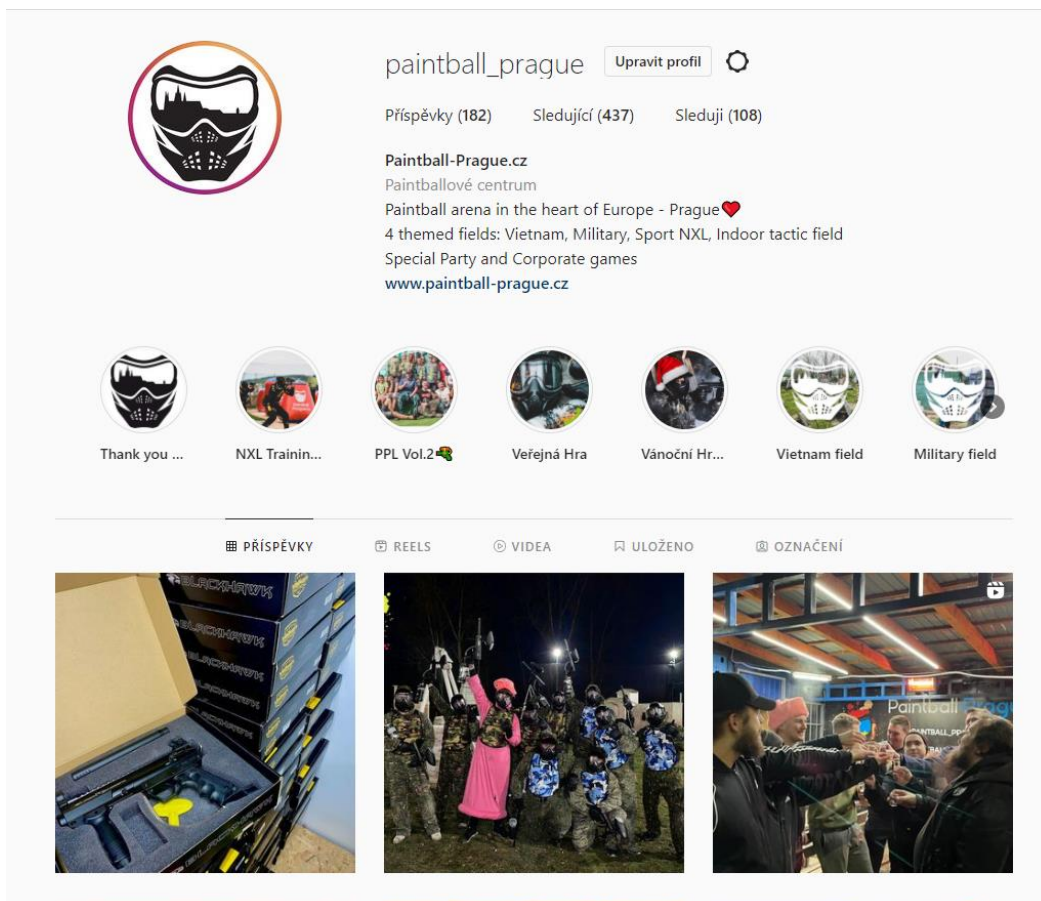 paintball_prague
Upravit profil
Příspěvky (182) Sledující (437) Sleduji (108)
Paintball-Prague.cz
Paintballové centrum
Paintball arena in the heart of Europe - Prague❤
4 themed fields: Vietnam, Military, Sport NXL, Indoor tactic field
Special Party and Corporate games
www.paintball-prague.cz
Thank you ... NXL Trainin... PPL Vol.2 Veřejná Hra Vánoční Hr... Vietnam field Military field
PŘÍSPĚVKY REELS VIDEA ULOŽENO OZNAČENÍ
BLACKHAWK
BLACKHAWK
BLACKHAWK
Paintball Prague